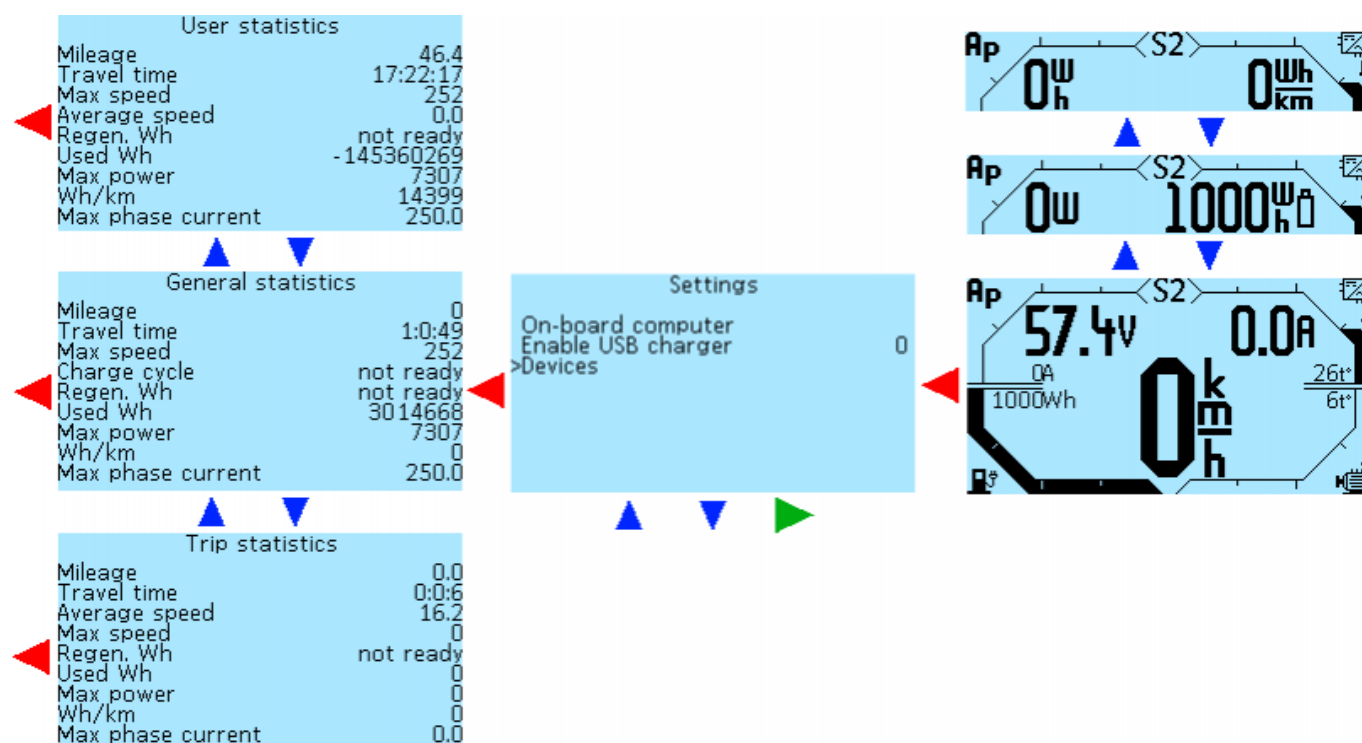 User statistics
Mileage 46.4
Travel time 17:22:17
Max speed 252
Average speed 0.0
Regen. Wh not ready
Used Wh -145360269
Max power 7307
Wh/km 14399
Max phase current 250.0
General statistics
Mileage 0
Travel time 1:0:49
Max speed 252
Charge cycle not ready
Regen. Wh not ready
Used Wh 3014668
Max power 7307
Wh/km 0
Max phase current 250.0
Trip statistics
Mileage 0.0
Travel time 0:0:6
Average speed 16.2
Max speed 0
Regen. Wh not ready
Used Wh 0
Max power 0
Wh/km 0
Max phase current 0.0
Settings
On-board computer
Enable USB charger 0
>Devices
Ap S2
0 W h 0 Wh km
Ap S2
0W 1000 W h
Ap S2
57.4V 0.0A
0A 26t°
1000Wh 6t°
0 km h